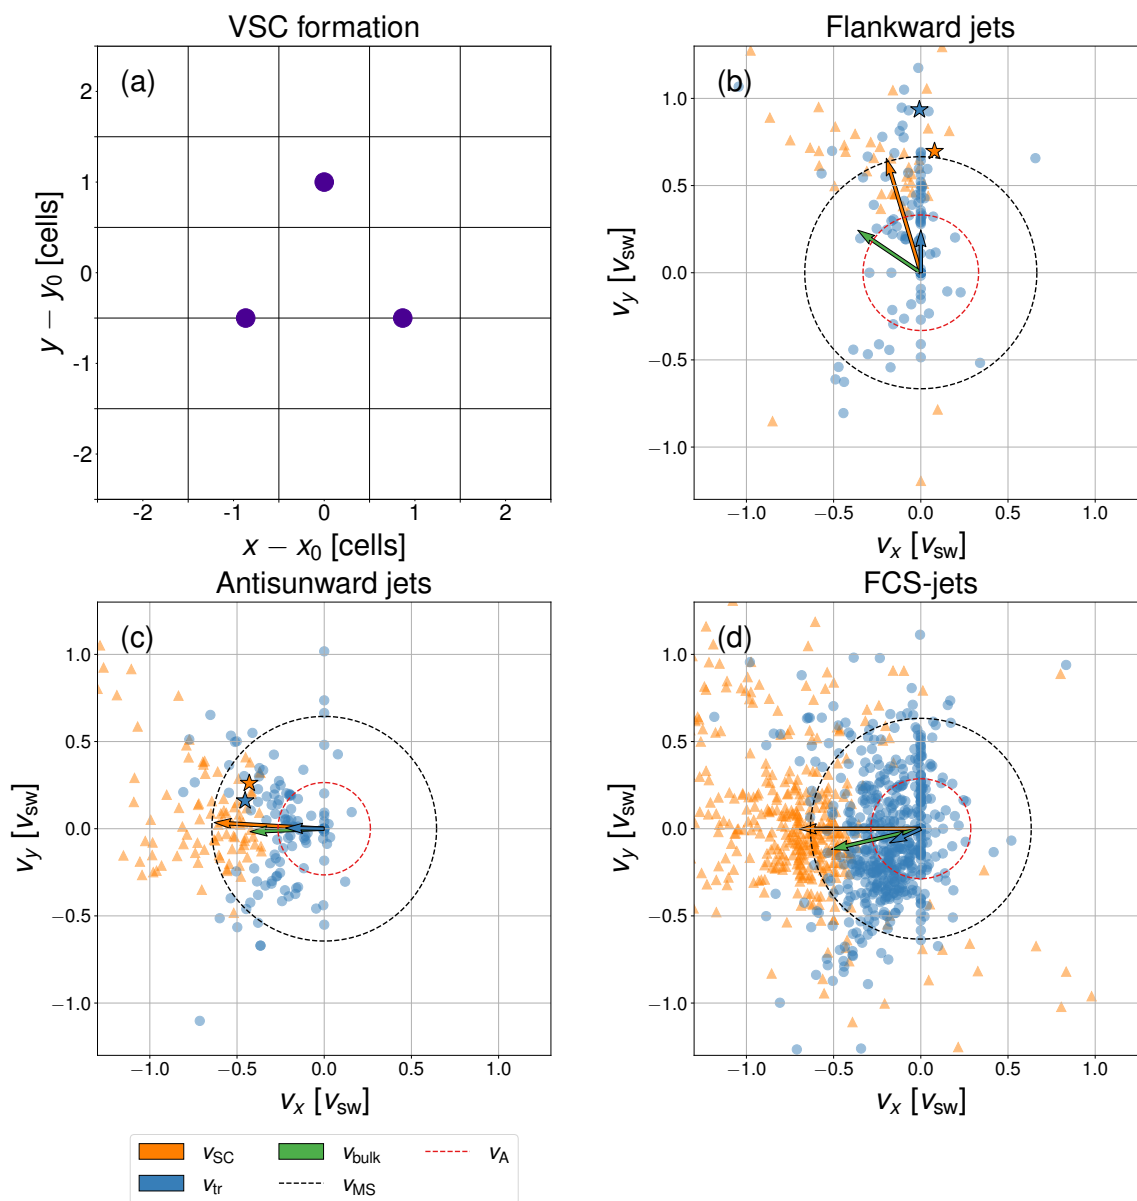 VSC formation
(a)
2
1
0
-1
-2
y − y0 [cells]
-2 -1 0 1 2
x − x0 [cells]
Flankward jets
(b)
1.0
0.5
0.0
−0.5
−1.0
vy [vsw]
−1.0 −0.5 0.0 0.5 1.0
vx [vsw]
Antisunward jets
(c)
1.0
0.5
0.0
−0.5
−1.0
vy [vsw]
−1.0 −0.5 0.0 0.5 1.0
vx [vsw]
FCS-jets
(d)
1.0
0.5
0.0
−0.5
−1.0
vy [vsw]
−1.0 −0.5 0.0 0.5 1.0
vx [vsw]
vSC vbulk vA
vtr vMS